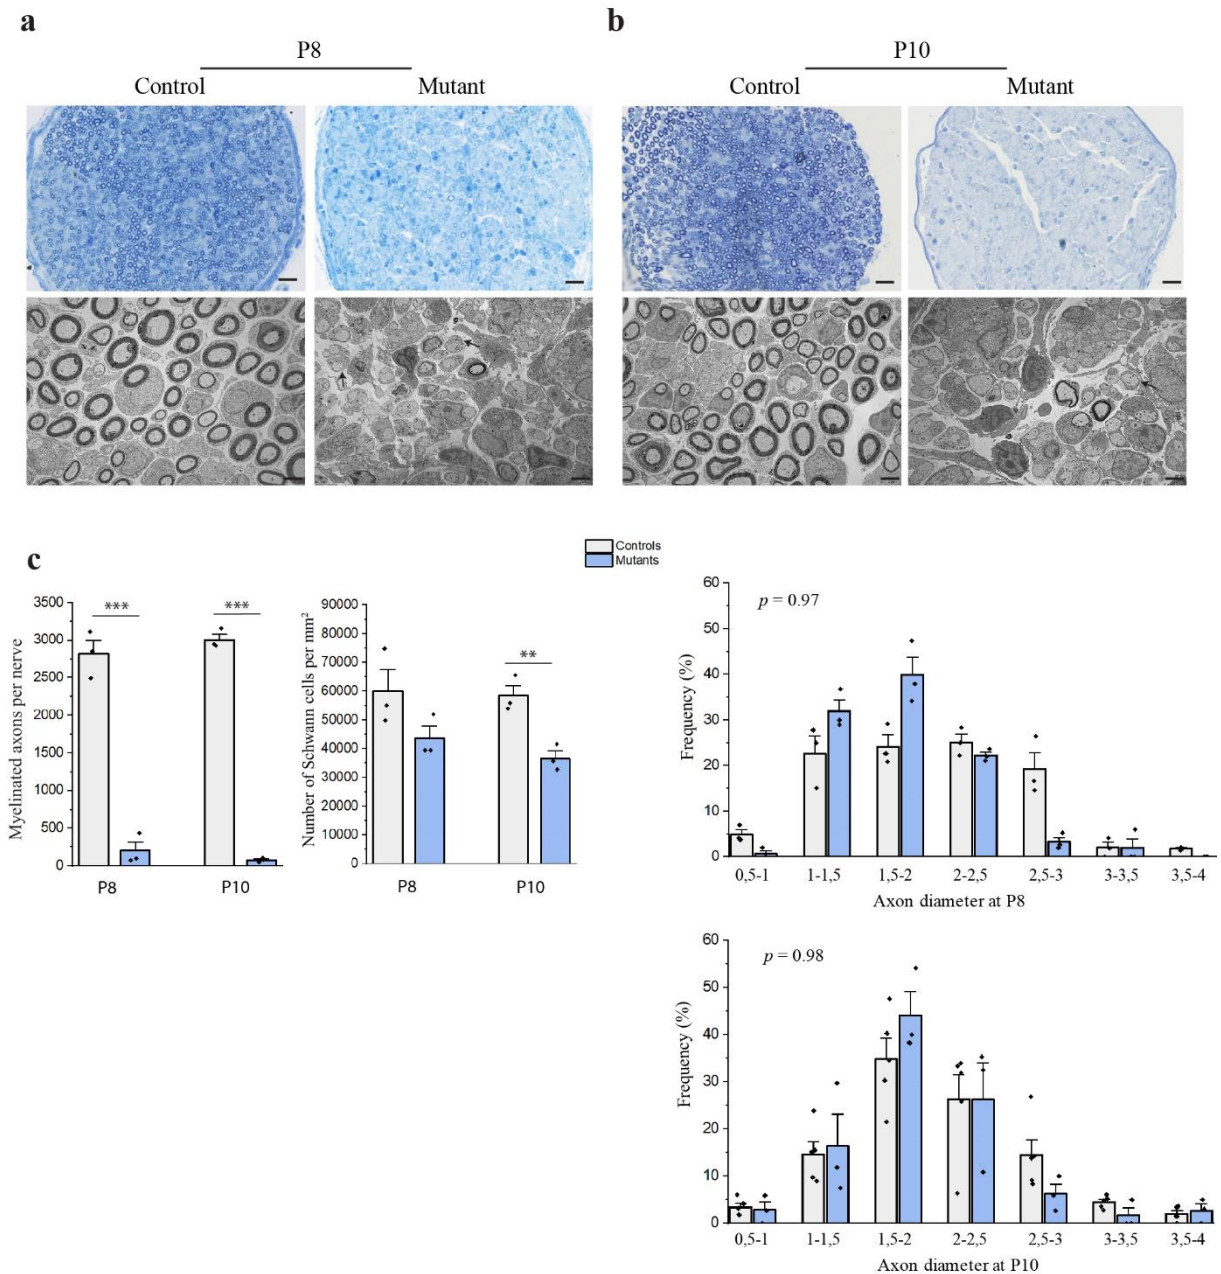 a
P8
Control Mutant
b
P10
Control Mutant
c
Controls
Mutants
Myelinated axons per nerve
3500
3000
2500
2000
1500
1000
500
0
***
***
P8 P10
Number of Schwann cells per mm²
90000
80000
70000
60000
50000
40000
30000
20000
10000
0
**
P8 P10
Frequency (%)
60
50
40
30
20
10
0
p = 0.97
0,5-1 1-1,5 1,5-2 2-2,5 2,5-3 3-3,5 3,5-4
Axon diameter at P8
Frequency (%)
60
50
40
30
20
10
0
p = 0.98
0,5-1 1-1,5 1,5-2 2-2,5 2,5-3 3-3,5 3,5-4
Axon diameter at P10